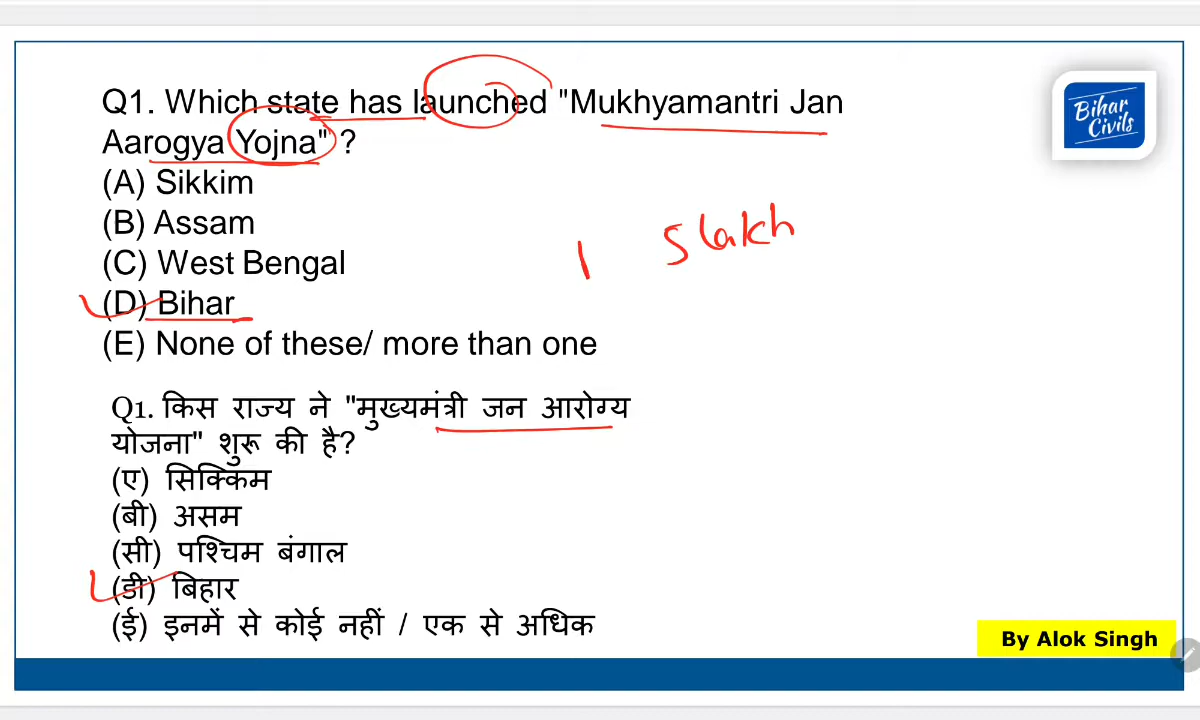 Q1. Which state has launched "Mukhyamantri Jan
Aarogya Yojna" ?
(A) Sikkim
(B) Assam
(C) West Bengal
(D) Bihar
(E) None of these/ more than one
5 lakh
Q1. किस राज्य ने "मुख्यमंत्री जन आरोग्य
योजना" शुरू की है?
(ए) सिक्किम
(बी) असम
(सी) पश्चिम बंगाल
(डी) बिहार
(ई) इनमें से कोई नहीं / एक से अधिक
Bihar
Civils
By Alok Singh